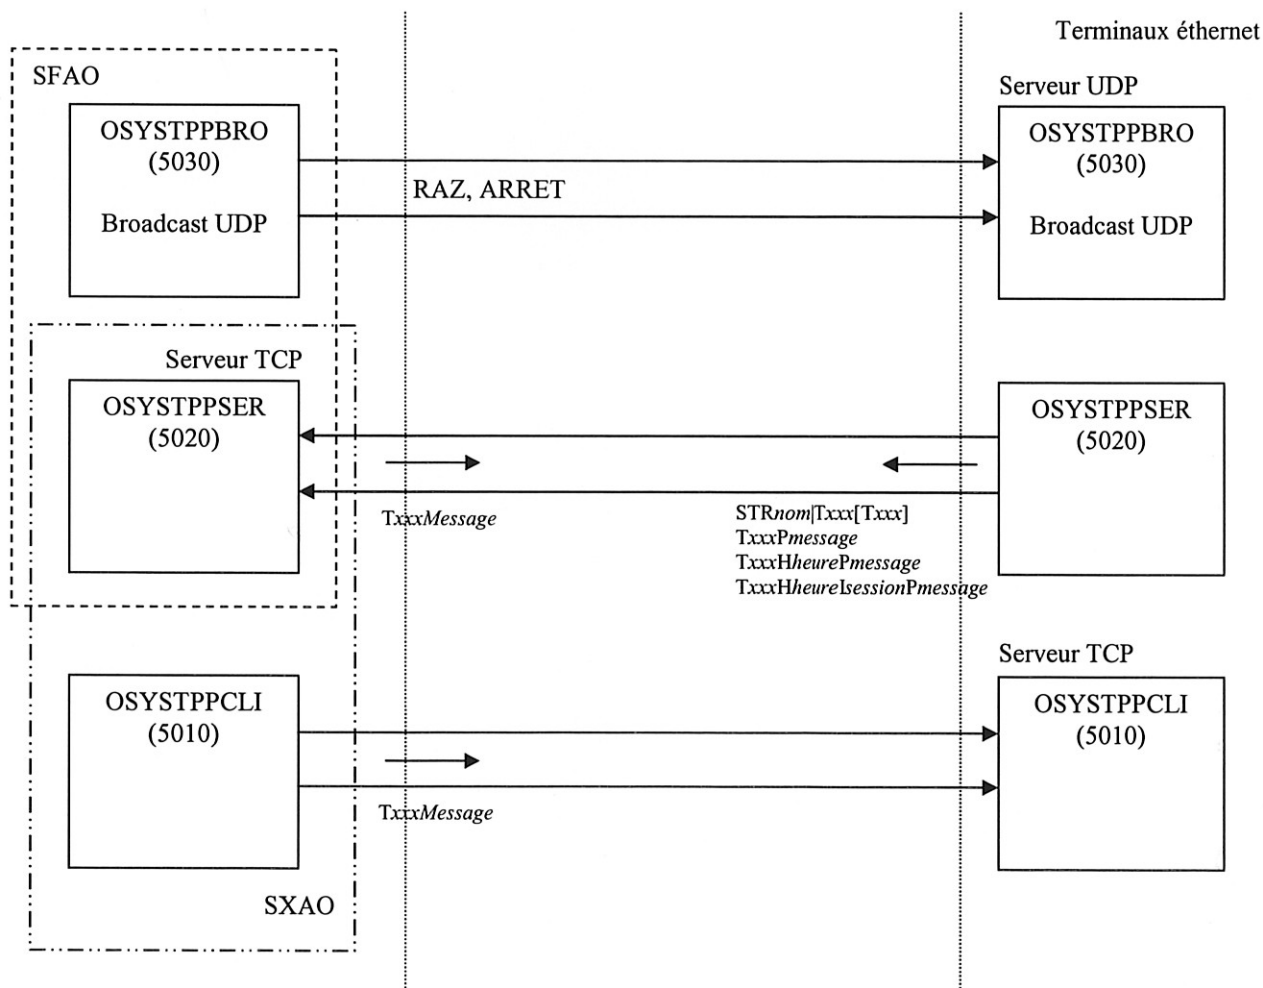 Terminaux éthernet
SFAO
Serveur UDP
OSYSTPPBRO
(5030)
Broadcast UDP
RAZ, ARRET
OSYSTPPBRO
(5030)
Broadcast UDP
Serveur TCP
OSYSTPPSER
(5020)
TxxxMessage
STRnom|Txxx[Txxx]
TxxxPmessage
TxxxHheurePmessage
TxxxHheureIsessionPmessage
OSYSTPPSER
(5020)
Serveur TCP
OSYSTPPCLI
(5010)
TxxxMessage
OSYSTPPCLI
(5010)
SXAO